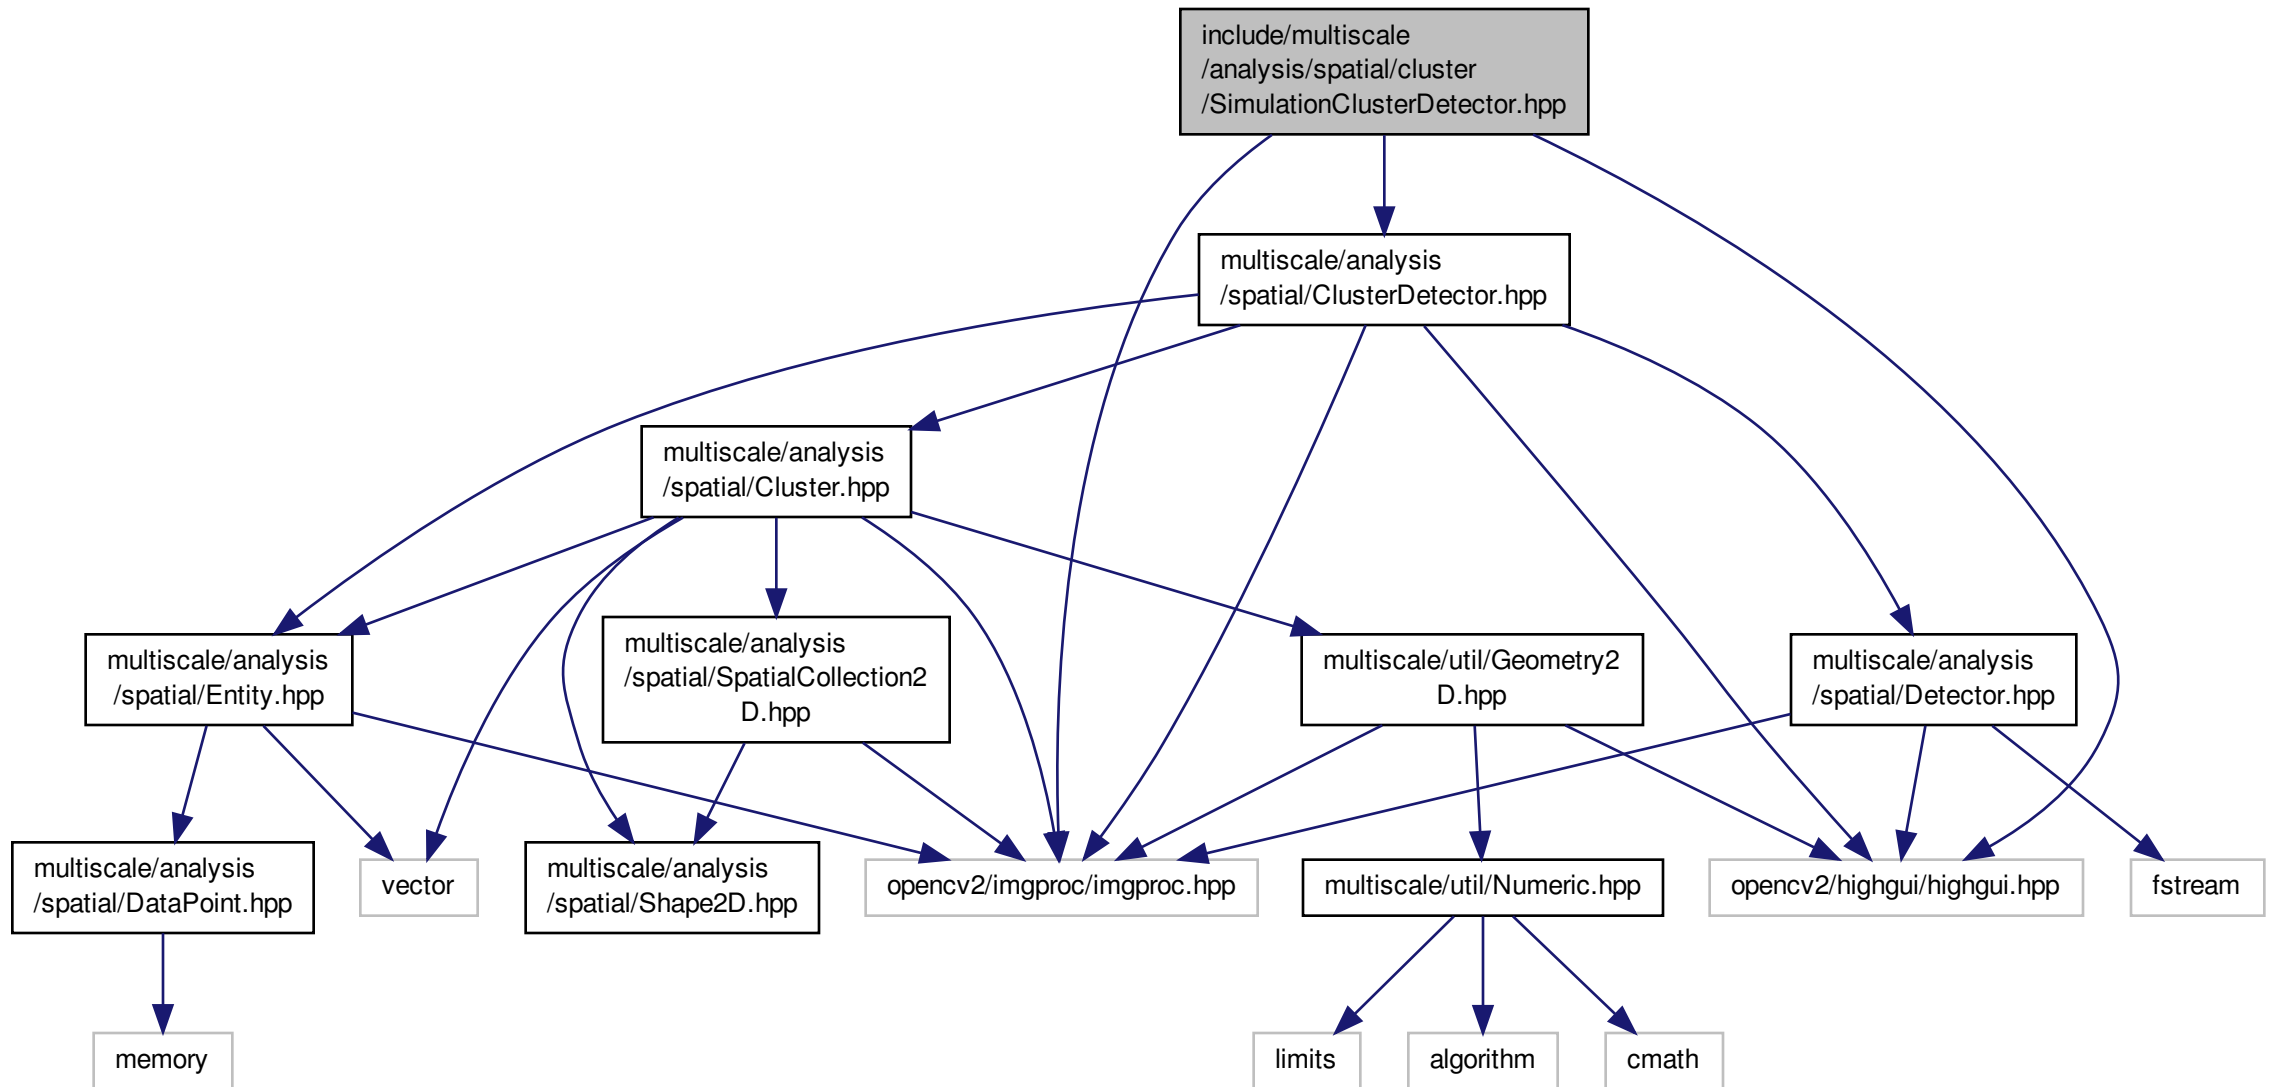 include/multiscale
/analysis/spatial/cluster
/SimulationClusterDetector.hpp
multiscale/analysis
/spatial/ClusterDetector.hpp
multiscale/analysis
/spatial/Cluster.hpp
multiscale/analysis
/spatial/Entity.hpp
multiscale/analysis
/spatial/SpatialCollection2
D.hpp
multiscale/util/Geometry2
D.hpp
multiscale/analysis
/spatial/Detector.hpp
multiscale/analysis
/spatial/DataPoint.hpp
vector
multiscale/analysis
/spatial/Shape2D.hpp
opencv2/imgproc/imgproc.hpp
multiscale/util/Numeric.hpp
opencv2/highgui/highgui.hpp
fstream
memory
limits
algorithm
cmath